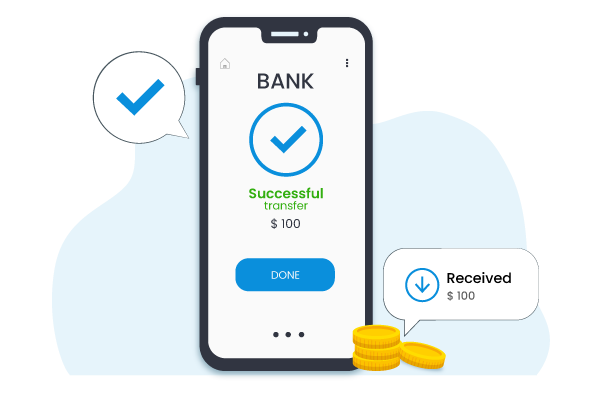 BANK
Successful
transfer
$ 100
DONE
Received
$ 100